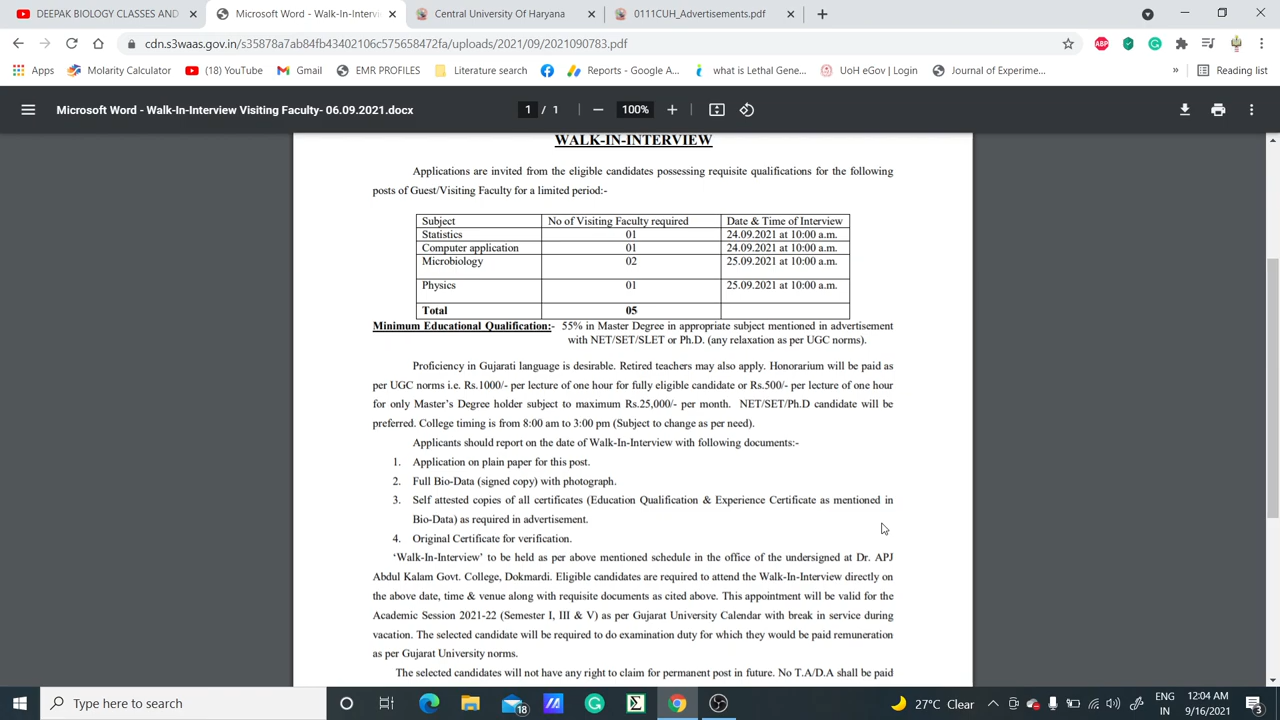 DEEPAK BIOLOGY CLASSES AND
Microsoft Word - Walk-In-Intervi
Central University Of Haryana
0111CUH_Advertisements.pdf
cdn.s3waas.gov.in/s35878a7ab84fb43402106c575658472fa/uploads/2021/09/2021090783.pdf
ABP
Apps
Molarity Calculator
(18) YouTube
Gmail
EMR PROFILES
Literature search
Reports - Google A...
what is Lethal Gene...
UoH eGov | Login
Journal of Experime...
»
Reading list
Microsoft Word - Walk-In-Interview Visiting Faculty- 06.09.2021.docx
1 / 1
100%
WALK-IN-INTERVIEW
Applications are invited from the eligible candidates possessing requisite qualifications for the following
posts of Guest/Visiting Faculty for a limited period:-
Subject No of Visiting Faculty required Date & Time of Interview
Statistics 01 24.09.2021 at 10:00 a.m.
Computer application 01 24.09.2021 at 10:00 a.m.
Microbiology 02 25.09.2021 at 10:00 a.m.
Physics 01 25.09.2021 at 10:00 a.m.
Total 05
Minimum Educational Qualification:- 55% in Master Degree in appropriate subject mentioned in advertisement
with NET/SET/SLET or Ph.D. (any relaxation as per UGC norms).
Proficiency in Gujarati language is desirable. Retired teachers may also apply. Honorarium will be paid as
per UGC norms i.e. Rs.1000/- per lecture of one hour for fully eligible candidate or Rs.500/- per lecture of one hour
for only Master's Degree holder subject to maximum Rs.25,000/- per month. NET/SET/Ph.D candidate will be
preferred. College timing is from 8:00 am to 3:00 pm (Subject to change as per need).
Applicants should report on the date of Walk-In-Interview with following documents:-
1. Application on plain paper for this post.
2. Full Bio-Data (signed copy) with photograph.
3. Self attested copies of all certificates (Education Qualification & Experience Certificate as mentioned in
Bio-Data) as required in advertisement.
4. Original Certificate for verification.
'Walk-In-Interview' to be held as per above mentioned schedule in the office of the undersigned at Dr. APJ
Abdul Kalam Govt. College, Dokmardi. Eligible candidates are required to attend the Walk-In-Interview directly on
the above date, time & venue along with requisite documents as cited above. This appointment will be valid for the
Academic Session 2021-22 (Semester I, III & V) as per Gujarat University Calendar with break in service during
vacation. The selected candidate will be required to do examination duty for which they would be paid remuneration
as per Gujarat University norms.
The selected candidates will not have any right to claim for permanent post in future. No T.A/D.A shall be paid
Type here to search
18
27°C Clear
ENG
IN
12:04 AM
9/16/2021
3